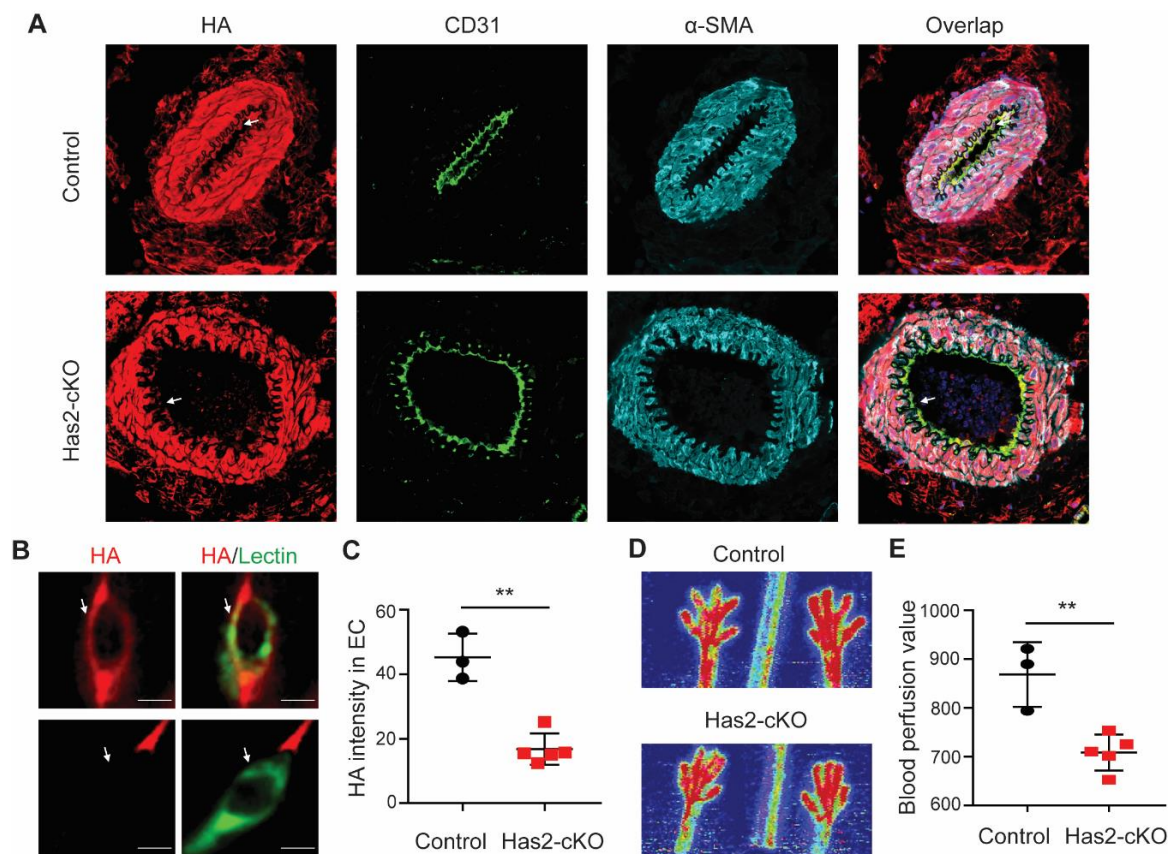 A
HA
CD31
α-SMA
Overlap
Control
Has2-cKO
B
HA
HA/Lectin
C
**
HA intensity in EC
60
40
20
0
Control
Has2-cKO
D
Control
Has2-cKO
E
**
Blood perfusion value
1000
900
800
700
600
Control
Has2-cKO